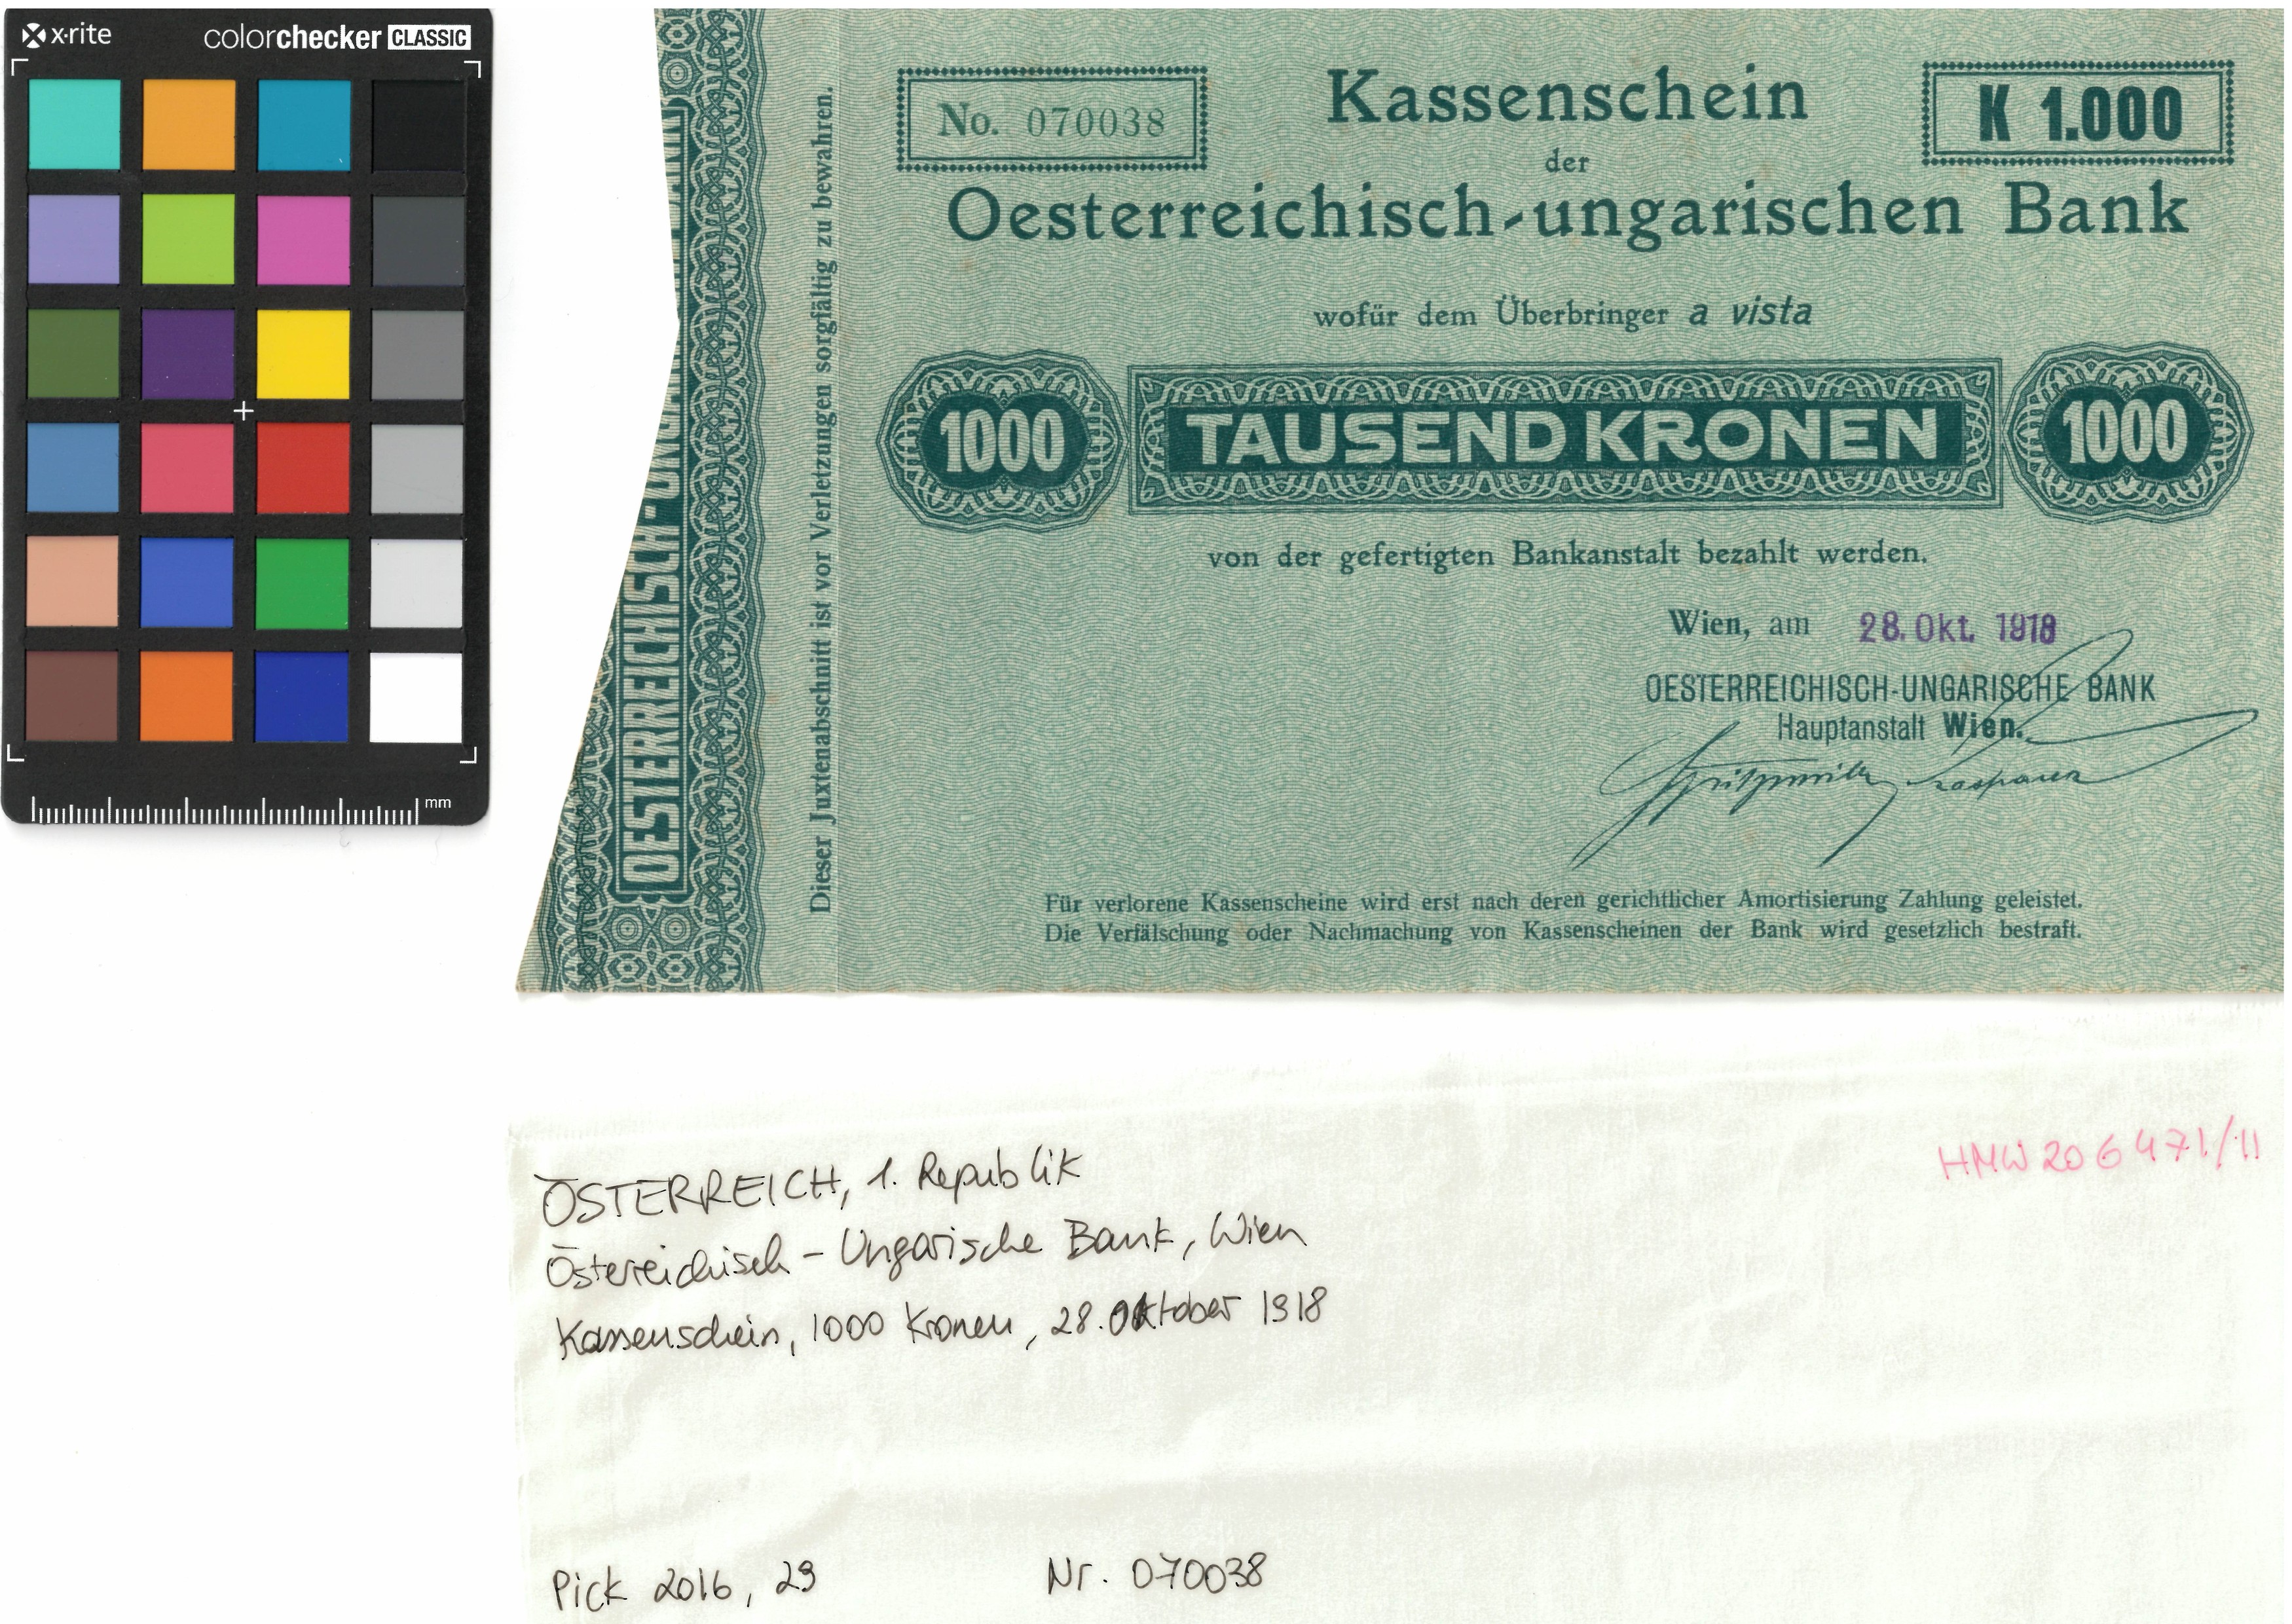 x·rite
colorchecker CLASSIC
mm
No. 070038
Kassenschein
K 1.000
der
Oesterreichisch-ungarischen Bank
wofür dem Überbringer a vista
1000
TAUSEND KRONEN
1000
von der gefertigten Bankanstalt bezahlt werden.
Wien, am 28. Okt. 1918
OESTERREICHISCH-UNGARISCHE BANK
Hauptanstalt Wien.
Für verlorene Kassenscheine wird erst nach deren gerichtlicher Amortisierung Zahlung geleistet.
Die Verfälschung oder Nachmachung von Kassenscheinen der Bank wird gesetzlich bestraft.
Dieser Juxtenabschnitt ist vor Verletzungen sorgfältig zu bewahren.
OESTERREICHISCH-UNGAR
HMW 206471/11
ÖSTERREICH, 1. Republik
Österreichisch - Ungarische Bank, Wien
Kassenschein, 1000 Kronen, 28. Oktober 1918
Pick 2016, 29
Nr. 070038